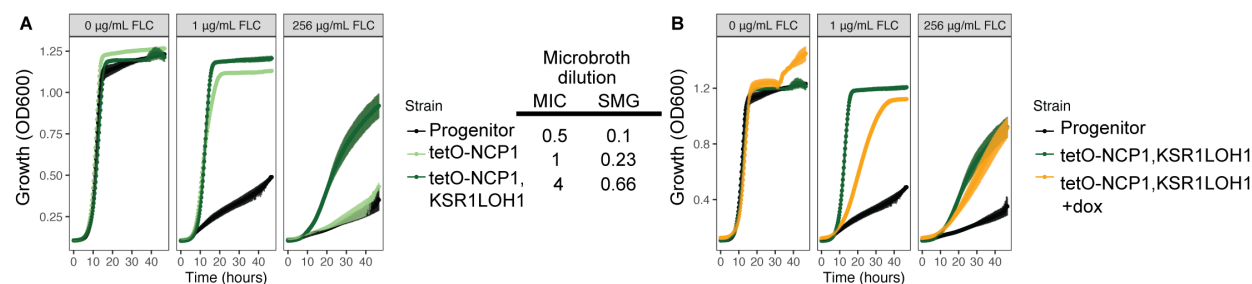 A
0 µg/mL FLC
1 µg/mL FLC
256 µg/mL FLC
Growth (OD600)
1.25
1.00
0.75
0.50
0.25
0 10 20 30 40
0 10 20 30 40
0 10 20 30 40
Time (hours)
Strain
Progenitor
tetO-NCP1
tetO-NCP1,
KSR1LOH1
Microbroth
dilution
MIC SMG
0.5 0.1
1 0.23
4 0.66
B
0 µg/mL FLC
1 µg/mL FLC
256 µg/mL FLC
Growth (OD600)
1.2
0.8
0.4
0 10 20 30 40
0 10 20 30 40
0 10 20 30 40
Time (hours)
Strain
Progenitor
tetO-NCP1,KSR1LOH1
tetO-NCP1,KSR1LOH1
+dox